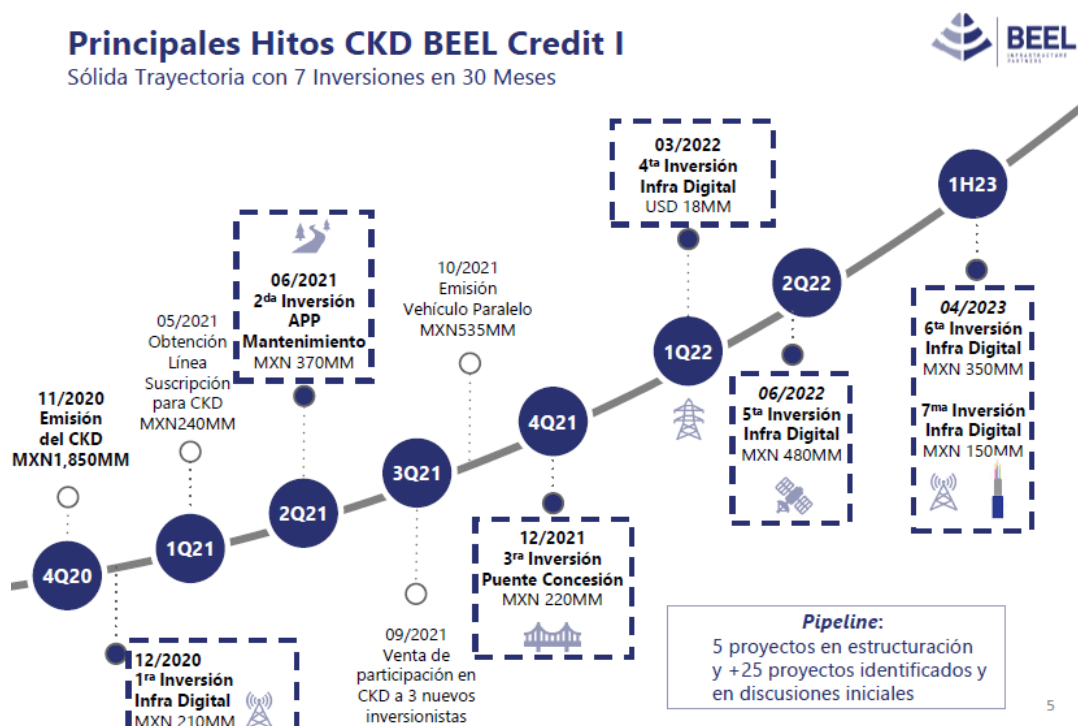 Principales Hitos CKD BEEL Credit I
Sólida Trayectoria con 7 Inversiones en 30 Meses
BEEL
INFRASTRUCTURE
PARTNERS
11/2020
Emisión
del CKD
MXN1,850MM
4Q20
12/2020
1ra Inversión
Infra Digital
MXN 210MM
05/2021
Obtención
Línea
Suscripción
para CKD
MXN240MM
1Q21
06/2021
2da Inversión
APP
Mantenimiento
MXN 370MM
2Q21
3Q21
09/2021
Venta de
participación en
CKD a 3 nuevos
inversionistas
10/2021
Emisión
Vehículo Paralelo
MXN535MM
4Q21
12/2021
3ra Inversión
Puente Concesión
MXN 220MM
03/2022
4ta Inversión
Infra Digital
USD 18MM
1Q22
2Q22
06/2022
5ta Inversión
Infra Digital
MXN 480MM
1H23
04/2023
6ta Inversión
Infra Digital
MXN 350MM
7ma Inversión
Infra Digital
MXN 150MM
Pipeline:
5 proyectos en estructuración
y +25 proyectos identificados y
en discusiones iniciales
5